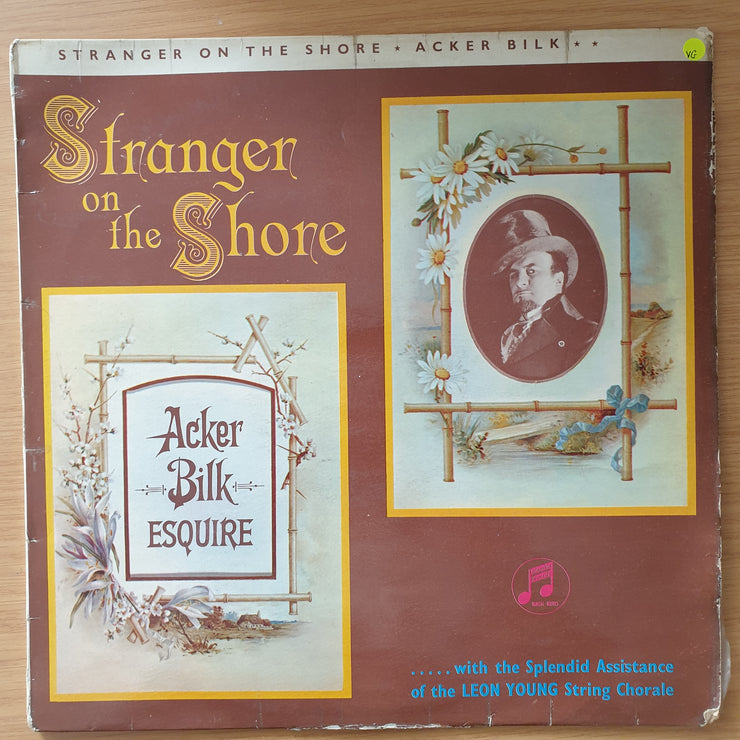 STRANGER ON THE SHORE ★ ACKER BILK ★ ★
VG
Stranger
on
the Shore
Acker
Bilk
ESQUIRE
.....with the Splendid Assistance
of the LEON YOUNG String Chorale